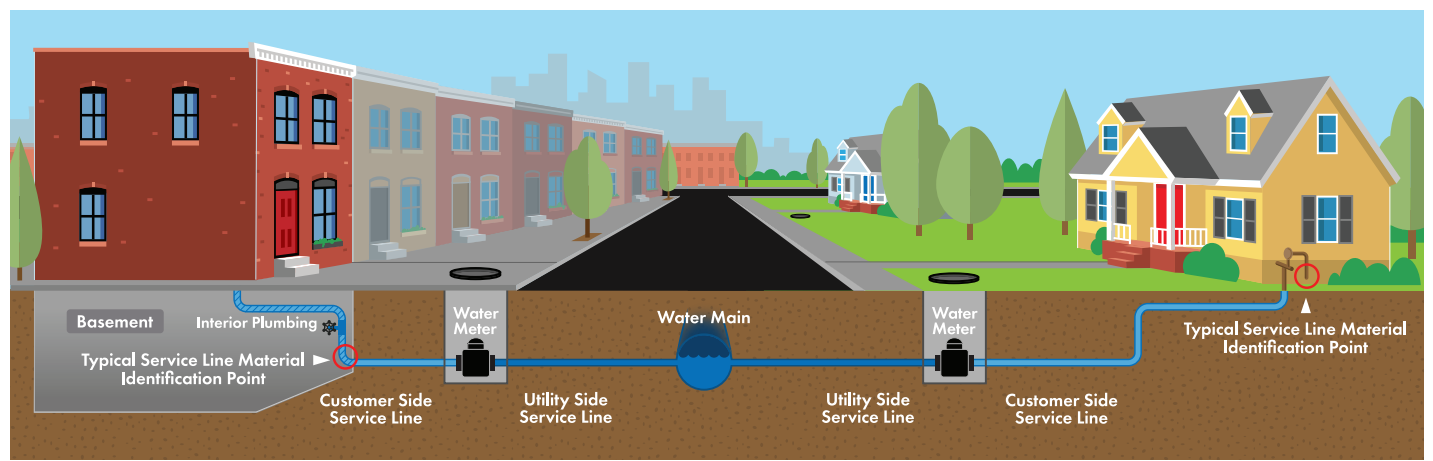 Basement
Interior Plumbing
Typical Service Line Material
Identification Point
Customer Side
Service Line
Water
Meter
Utility Side
Service Line
Water Main
Utility Side
Service Line
Water
Meter
Customer Side
Service Line
Typical Service Line Material
Identification Point